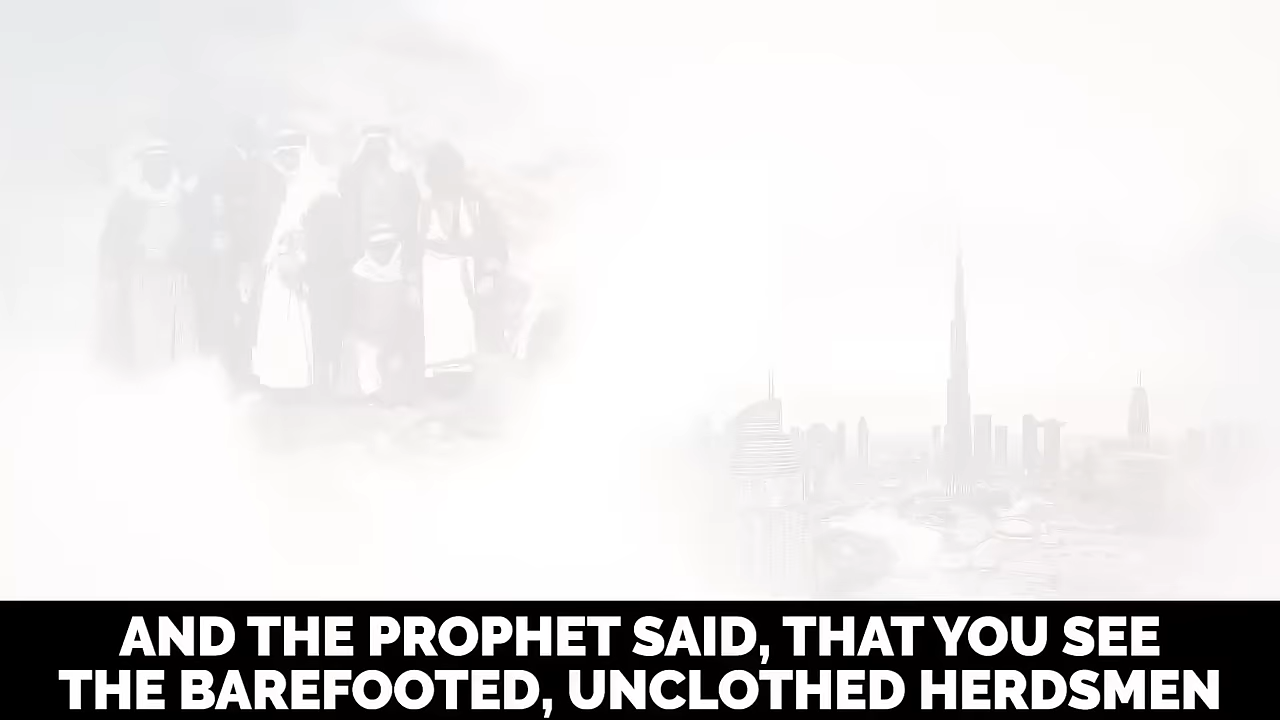 AND THE PROPHET SAID, THAT YOU SEE
THE BAREFOOTED, UNCLOTHED HERDSMEN